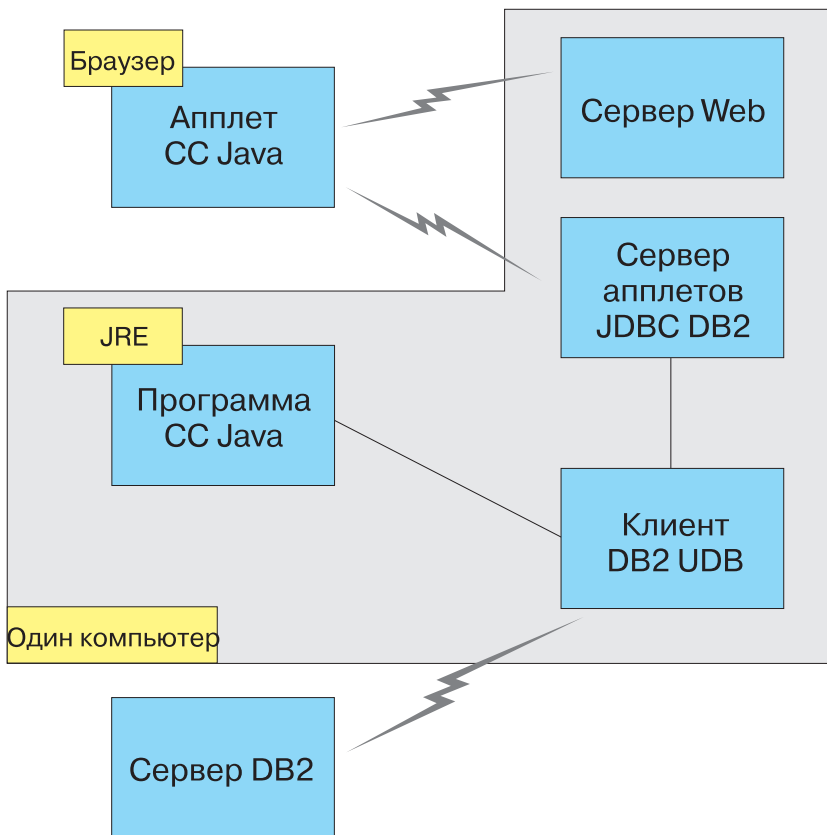 Браузер
Апплет
CC Java
Сервер Web
Сервер
апплетов
JDBC DB2
JRE
Программа
CC Java
Клиент
DB2 UDB
Один компьютер
Сервер DB2